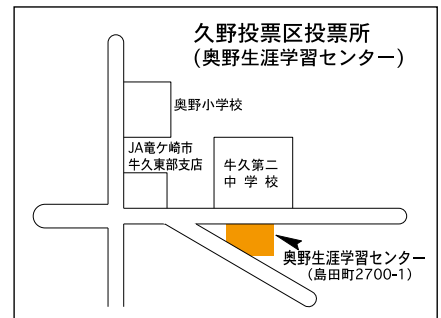 久野投票区投票所
(奥野生涯学習センター)
奥野小学校
JA竜ケ崎市
牛久東部支店
牛久第二
中学校
奥野生涯学習センター
(島田町2700-1)